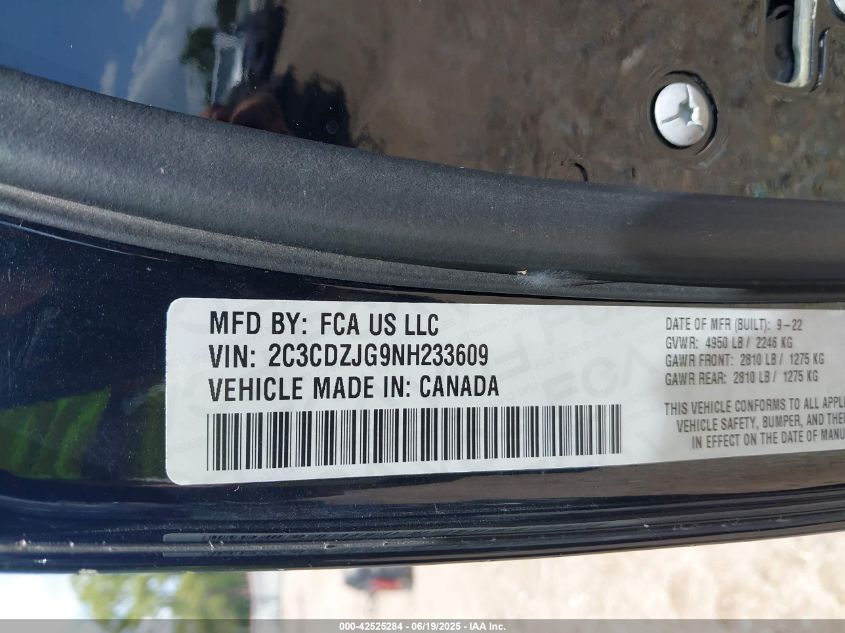 MFD BY: FCA US LLC
VIN: 2C3CDZJG9NH233609
VEHICLE MADE IN: CANADA
DATE OF MFR (BUILT): 9-22
GVWR: 4950 LB / 2246 KG
GAWR FRONT: 2810 LB / 1275 KG
GAWR REAR: 2810 LB / 1275 KG
THIS VEHICLE CONFORMS TO ALL APPL
VEHICLE SAFETY, BUMPER, AND THE
IN EFFECT ON THE DATE OF MANU
000-42525284 - 06/19/2025 - IAA Inc.